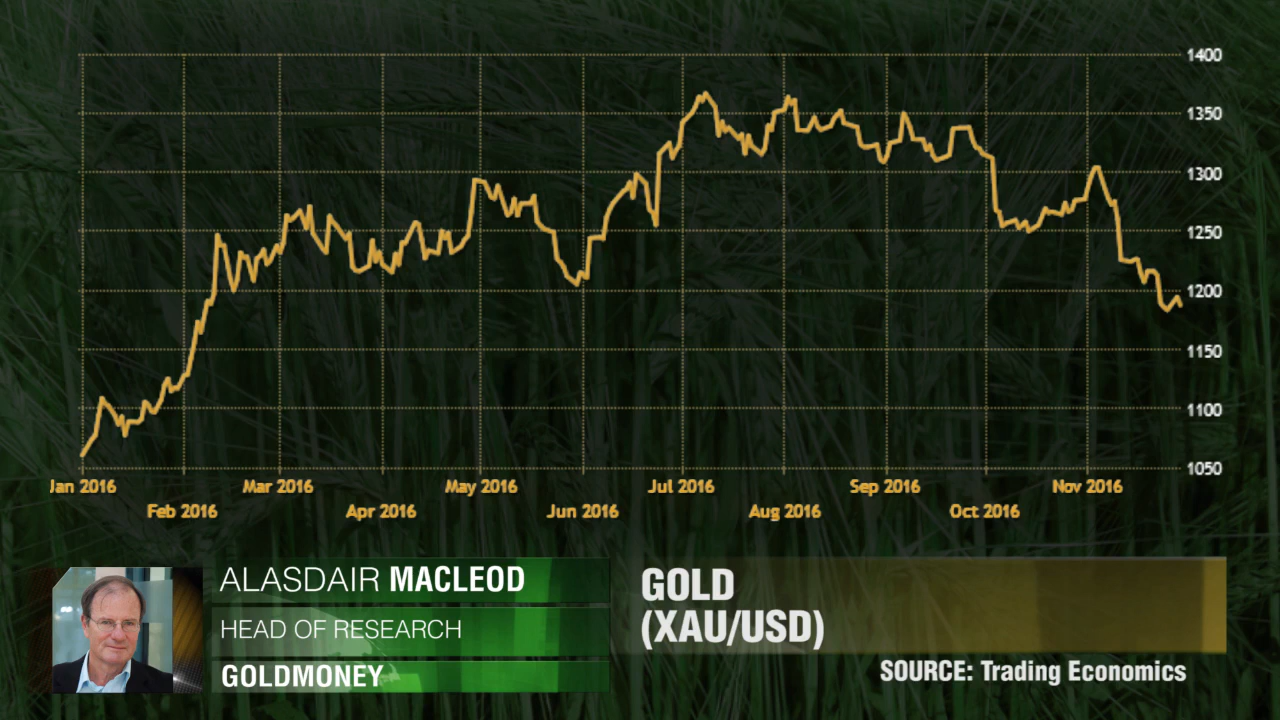 1400
1350
1300
1250
1200
1150
1100
1050
Jan 2016
Feb 2016
Mar 2016
Apr 2016
May 2016
Jun 2016
Jul 2016
Aug 2016
Sep 2016
Oct 2016
Nov 2016
ALASDAIR MACLEOD
HEAD OF RESEARCH
GOLDMONEY
GOLD
(XAU/USD)
SOURCE: Trading Economics